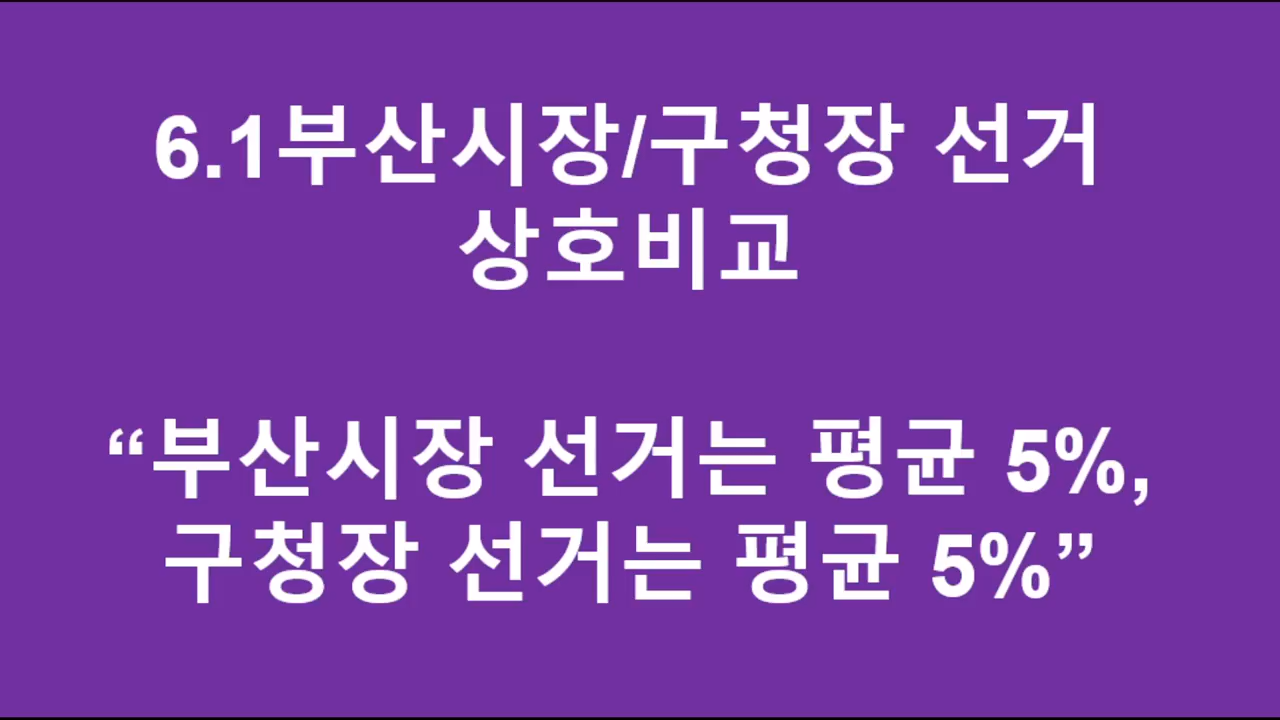 6.1부산시장/구청장 선거
상호비교
“부산시장 선거는 평균 5%,
구청장 선거는 평균 5%”